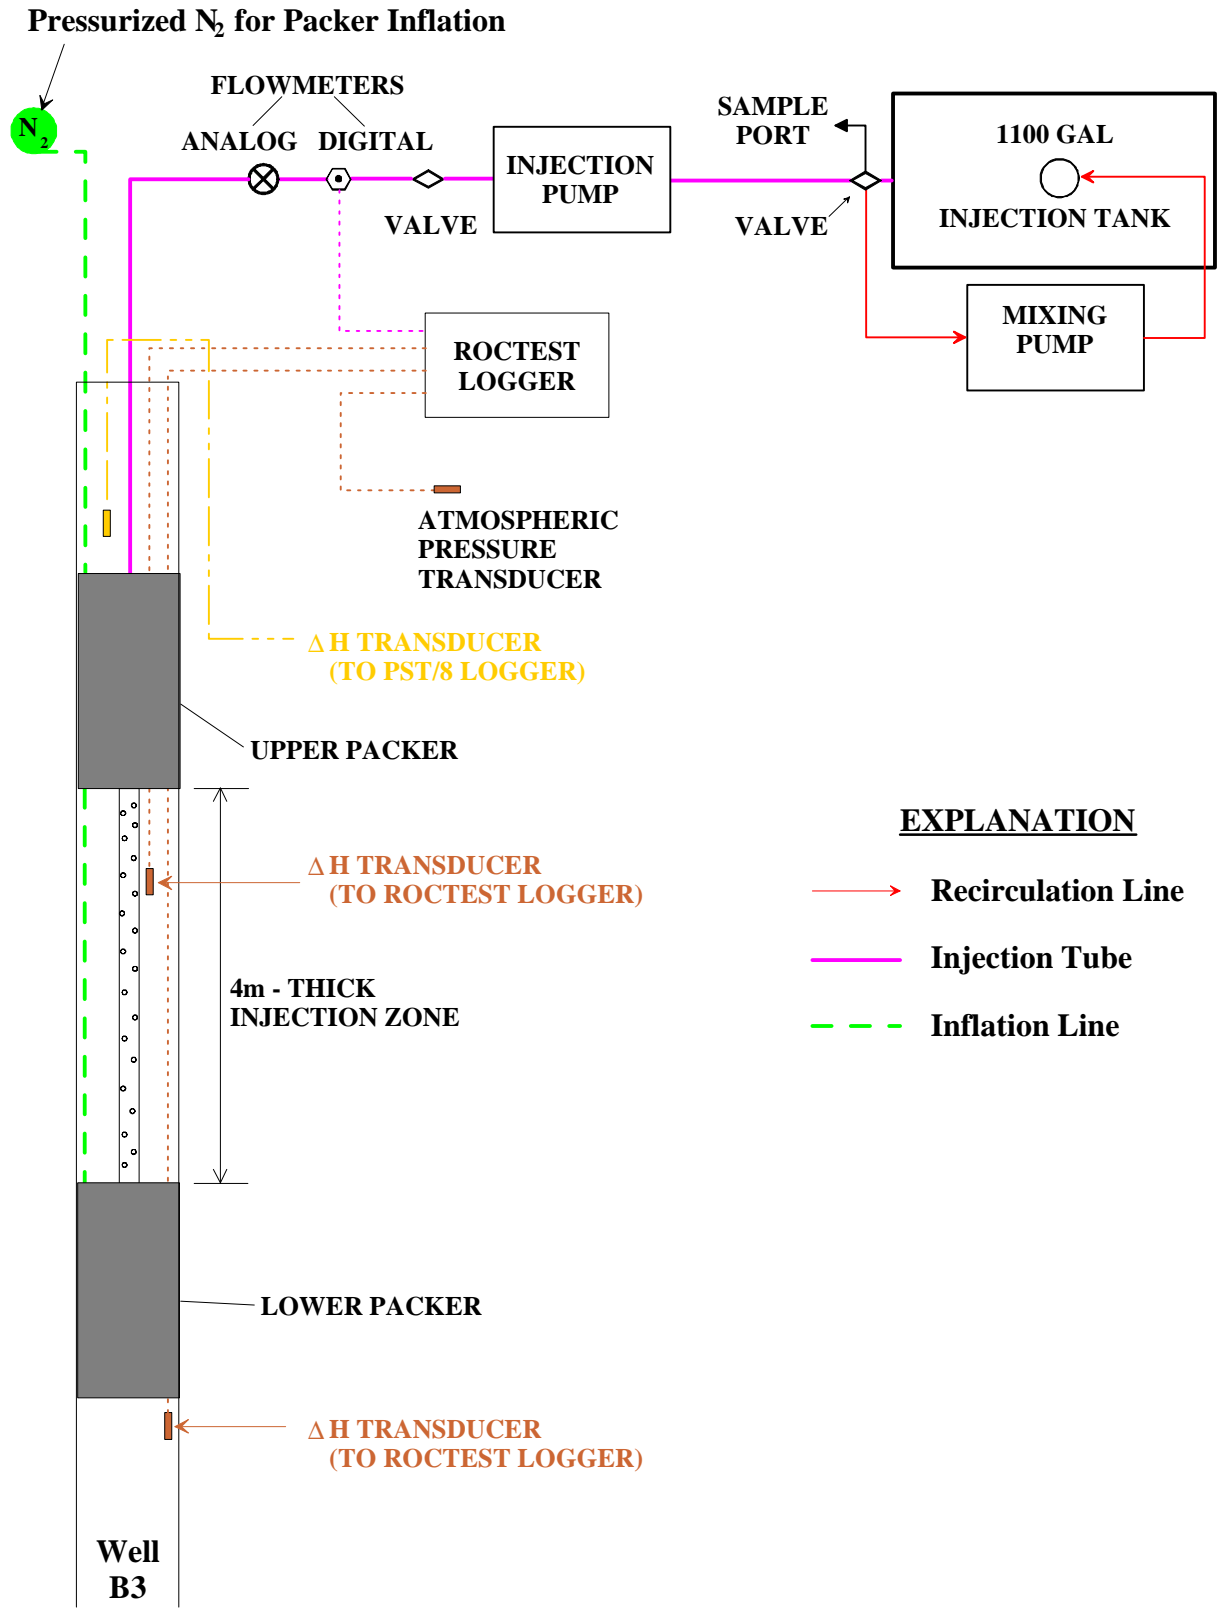 Pressurized N₂ for Packer Inflation
N₂
FLOWMETERS
ANALOG DIGITAL
VALVE
INJECTION
PUMP
SAMPLE
PORT
VALVE
1100 GAL
INJECTION TANK
MIXING
PUMP
ROCTEST
LOGGER
ATMOSPHERIC
PRESSURE
TRANSDUCER
Δ H TRANSDUCER
(TO PST/8 LOGGER)
UPPER PACKER
Δ H TRANSDUCER
(TO ROCTEST LOGGER)
4m - THICK
INJECTION ZONE
LOWER PACKER
Δ H TRANSDUCER
(TO ROCTEST LOGGER)
Well
B3
EXPLANATION
Recirculation Line
Injection Tube
Inflation Line